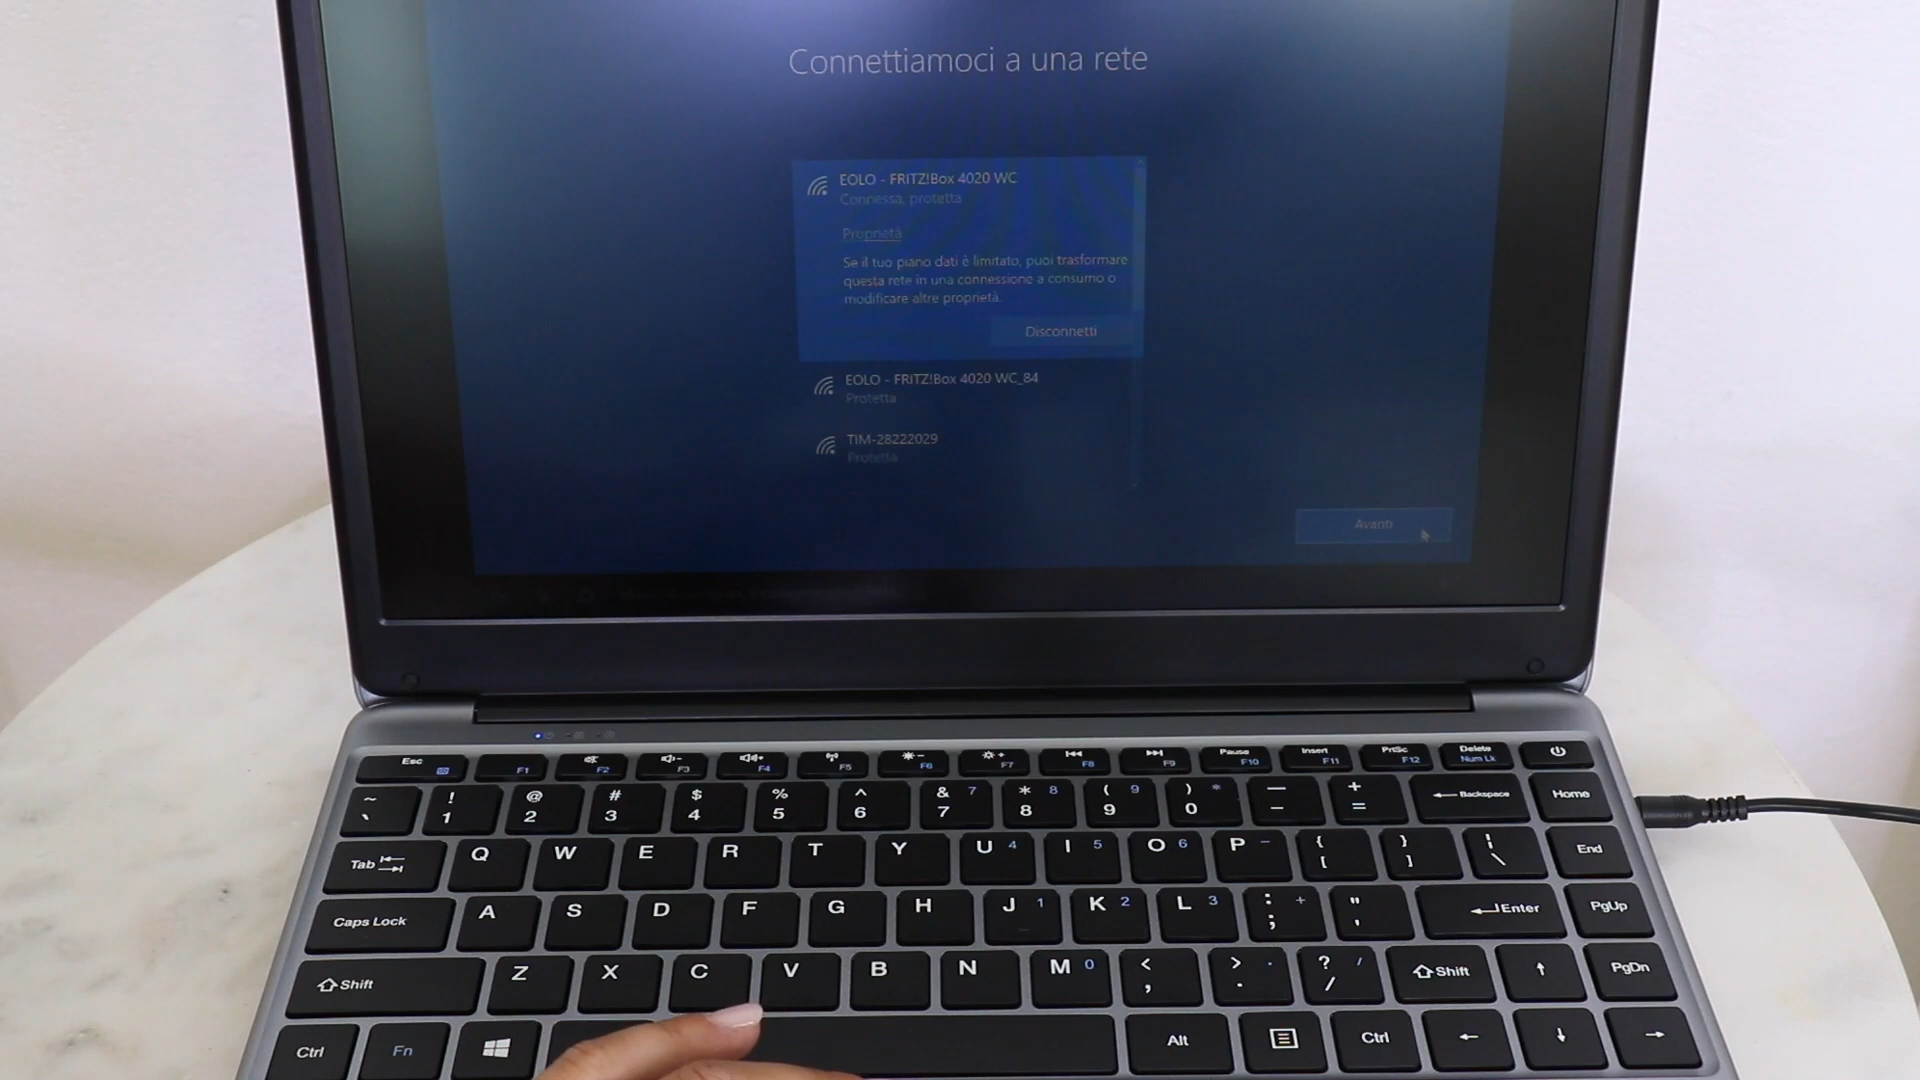 Connettiamoci a una rete
EOLO - FRITZ!Box 4020 WC
Connessa, protetta
Proprietà
Se il tuo piano dati è limitato, puoi trasformare
questa rete in una connessione a consumo o
modificare altre proprietà.
Disconnetti
EOLO - FRITZ!Box 4020 WC_84
Protetta
TIM-28222029
Protetta
Avanti
Esc F1 F2 F3 F4 F5 F6 F7 F8 F9 Pause F10 Insert F11 PrtSc F12 Delete Num Lk
~ ` ! 1 @ 2 # 3 $ 4 % 5 ^ 6 & 7 7 * 8 8 ( 9 9 ) 0 * — - + = Backspace Home
Tab Q W E R T Y U 4 I 5 O 6 P - { [ } ] | \ End
Caps Lock A S D F G H J 1 K 2 L 3 : ; + " ' Enter PgUp
Shift Z X C V B N M 0 < , > . . ? / / Shift ↑ PgDn
Ctrl Fn Alt Ctrl ← ↓ →